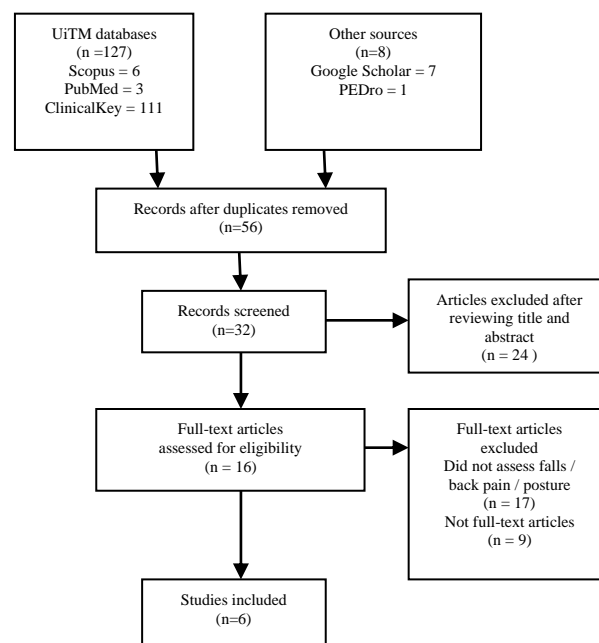 UiTM databases
(n =127)
Scopus = 6
PubMed = 3
ClinicalKey = 111
Other sources
(n=8)
Google Scholar = 7
PEDro = 1
Records after duplicates removed
(n=56)
Records screened
(n=32)
Articles excluded after
reviewing title and
abstract
(n = 24 )
Full-text articles
assessed for eligibility
(n = 16)
Full-text articles
excluded
Did not assess falls /
back pain / posture
(n = 17)
Not full-text articles
(n = 9)
Studies included
(n=6)